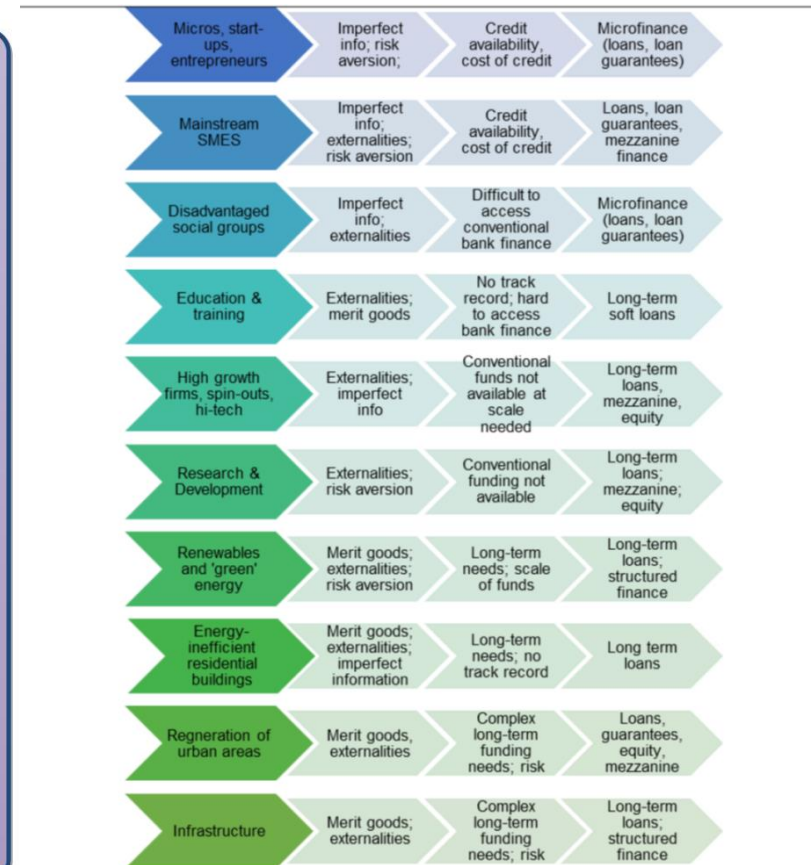 Micros, start-
ups,
entrepreneurs
Imperfect
info; risk
aversion;
Credit
availability,
cost of credit
Microfinance
(loans, loan
guarantees)
Mainstream
SMES
Imperfect
info;
externalities;
risk aversion
Credit
availability,
cost of credit
Loans, loan
guarantees,
mezzanine
finance
Disadvantaged
social groups
Imperfect
info;
externalities
Difficult to
access
conventional
bank finance
Microfinance
(loans, loan
guarantees)
Education &
training
Externalities;
merit goods
No track
record; hard
to access
bank finance
Long-term
soft loans
High growth
firms, spin-outs,
hi-tech
Externalities;
imperfect
info
Conventional
funds not
available at
scale
needed
Long-term
loans,
mezzanine,
equity
Research &
Development
Externalities;
risk aversion
Conventional
funding not
available
Long-term
loans;
mezzanine;
equity
Renewables
and 'green'
energy
Merit goods;
externalities;
risk aversion
Long-term
needs; scale
of funds
Long-term
loans;
structured
finance
Energy-
inefficient
residential
buildings
Merit goods;
externalities;
imperfect
information
Long-term
needs; no
track record
Long term
loans
Regneration of
urban areas
Merit goods,
externalities
Complex
long-term
funding
needs; risk
Loans,
guarantees,
equity,
mezzanine
Infrastructure
Merit goods;
externalities
Complex
long-term
funding
needs; risk
Long-term
loans;
structured
finance